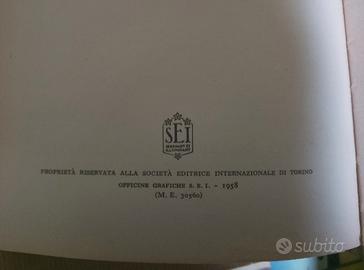 SEI
PROPRIETÀ RISERVATA ALLA SOCIETÀ EDITRICE INTERNAZIONALE DI TORINO
OFFICINE GRAFICHE S. E. I. - 1958
(M. E. 30560)
subito